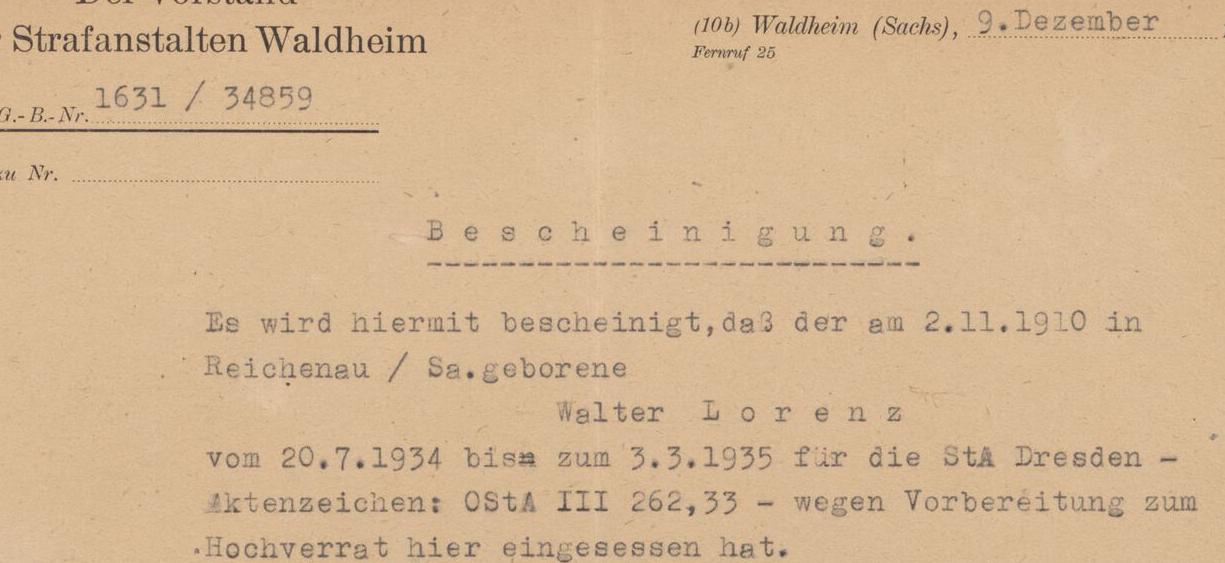 Der Vorstand
r Strafanstalten Waldheim
(10b) Waldheim (Sachs), 9.Dezember
Fernruf 25
G.-B.-Nr. 1631 / 34859
zu Nr.
Bescheinigung.
Es wird hiermit bescheinigt,daß der am 2.11.1910 in
Reichenau / Sa.geborene
Walter Lorenz
vom 20.7.1934 bis zum 3.3.1935 für die StA Dresden -
Aktenzeichen: OStA III 262,33 - wegen Vorbereitung zum
Hochverrat hier eingesessen hat.